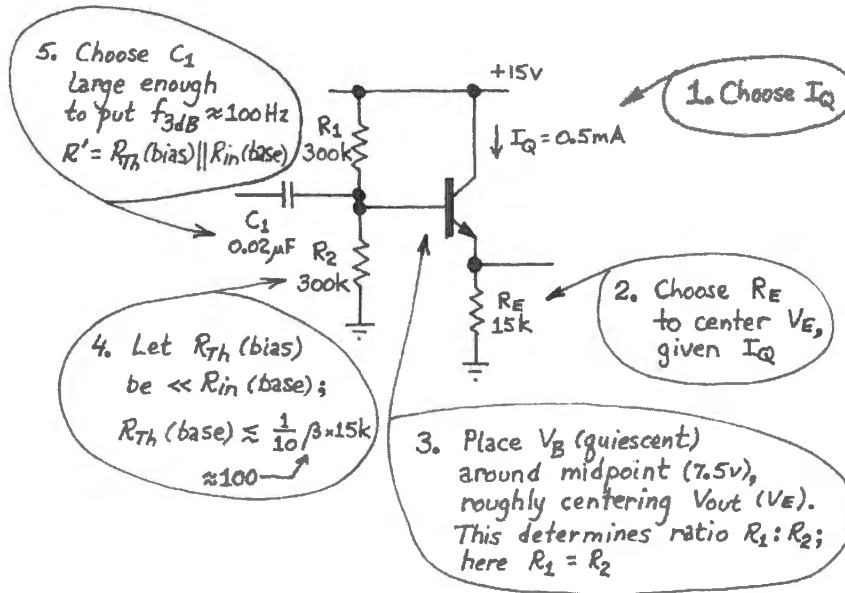 5. Choose C1
large enough
to put f3dB ≈ 100 Hz
R' = RTh (bias) || Rin (base)
+15v
1. Choose IQ
R1
300k
↓ IQ = 0.5mA
C1
0.02μF
R2
300k
RE
15k
2. Choose RE
to center VE,
given IQ
4. Let RTh (bias)
be << Rin (base);
RTh (base) ≲ 1/10 β × 15k
≈100
3. Place VB (quiescent)
around midpoint (7.5v),
roughly centering Vout (VE).
This determines ratio R1 : R2;
here R1 = R2